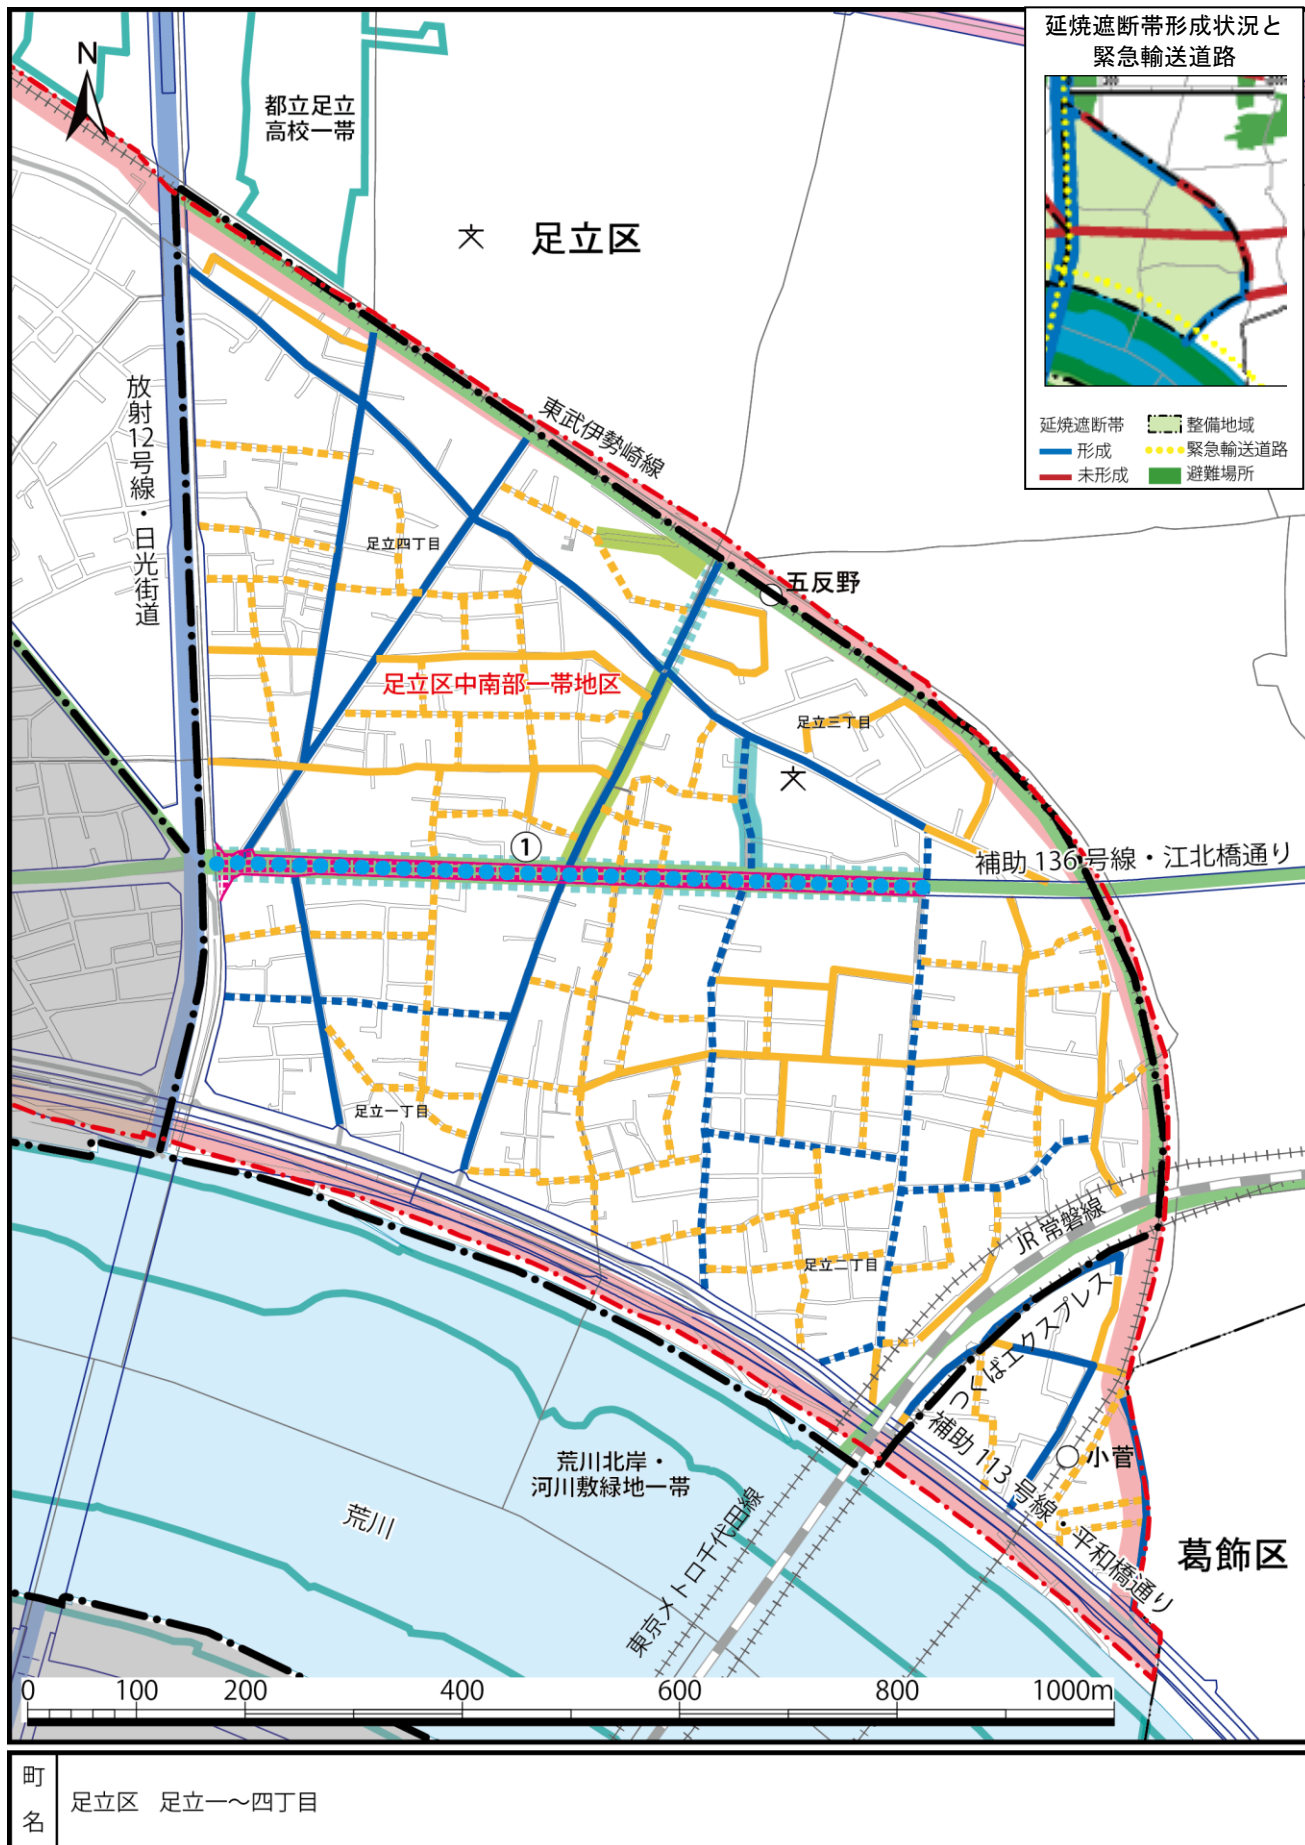 延焼遮断帯形成状況と
緊急輸送道路
延焼遮断帯
形成
未形成
整備地域
緊急輸送道路
避難場所
N
都立足立
高校一帯
足立区
放射12号線・日光街道
東武伊勢崎線
足立四丁目
五反野
足立区中南部一帯地区
足立三丁目
1
補助 136 号線・江北橋通り
足立一丁目
足立二丁目
JR 常磐線
つくばエクスプレス
補助 113 号線・平和橋通り
小菅
荒川北岸・
河川敷緑地一帯
荒川
東京メトロ千代田線
葛飾区
0 100 200 400 600 800 1000m
町名
足立区 足立一～四丁目